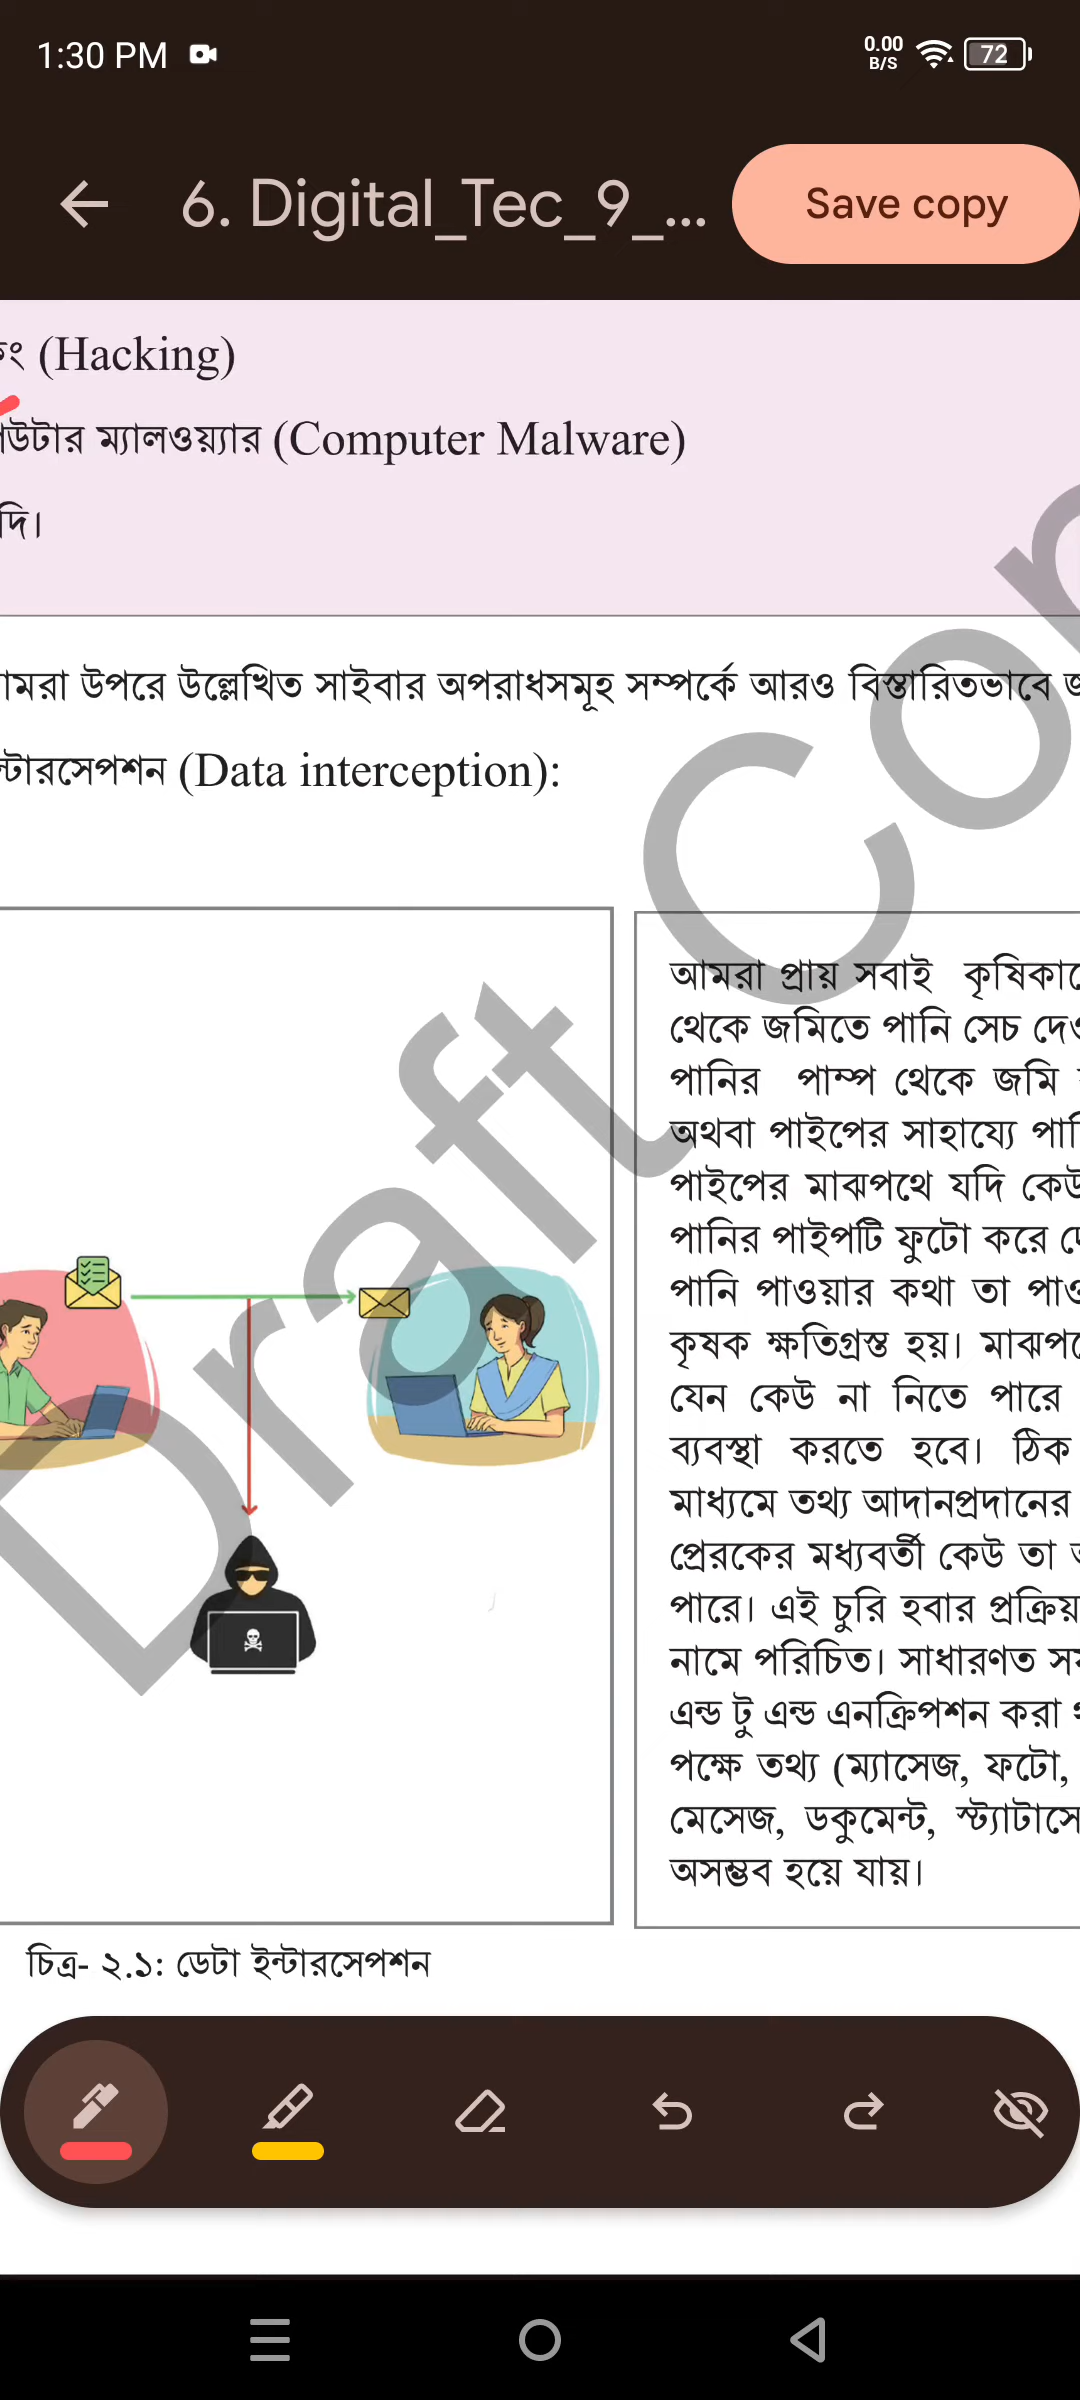 1:30 PM
0.00
B/S
72
6. Digital_Tec_9_...
Save copy
(Hacking)
ম্যালওয়্যার (Computer Malware)
উপরে উল্লেখিত সাইবার অপরাধসমূহ সম্পর্কে আরও বিস্তারিতভাবে
(Data interception):
আমরা প্রায় সবাই কৃষিকাজে
থেকে জমিতে পানি সেচ
পানির পাম্প থেকে জমি
অথবা পাইপের সাহায্যে
পাইপের মাঝপথে যদি কেউ
পানির পাইপটি ফুটো করে
পানি পাওয়ার কথা তা
কৃষক ক্ষতিগ্রস্ত হয়। মাঝপথে
যেন কেউ না নিতে পারে
ব্যবস্থা করতে হবে। ঠিক
মাধ্যমে তথ্য আদানপ্রদানের
প্রেরকের মধ্যবর্তী কেউ তা
পারে। এই চুরি হবার
নামে পরিচিত। সাধারণত
এন্ড টু এন্ড এনক্রিপশন করা
পক্ষে তথ্য (ম্যাসেজ, ফটো,
মেসেজ, ডকুমেন্ট,
অসম্ভব হয়ে যায়।
চিত্র- ২.১: ডেটা ইন্টারসেপশন
Draft